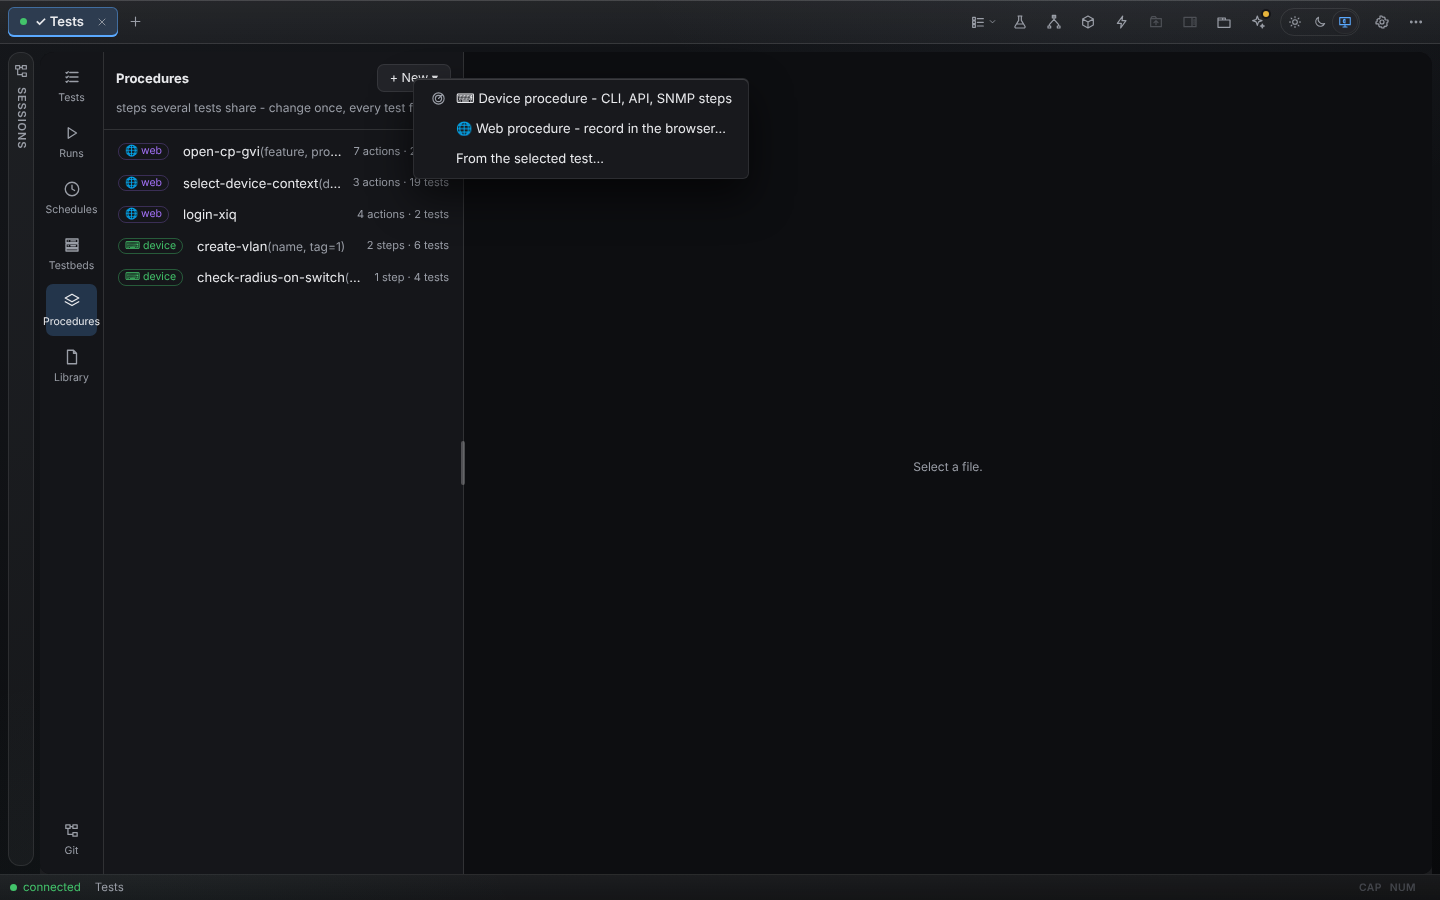 Tests
SESSIONS
Tests
Runs
Schedules
Testbeds
Procedures
Library
Git
Procedures
+ New ▾
steps several tests share - change once, every test f
web open-cp-gvi(feature, pro... 7 actions · 2
web select-device-context(d... 3 actions · 19 tests
web login-xiq 4 actions · 2 tests
device create-vlan(name, tag=1) 2 steps · 6 tests
device check-radius-on-switch(... 1 step · 4 tests
Device procedure - CLI, API, SNMP steps
Web procedure - record in the browser...
From the selected test...
Select a file.
connected Tests
CAP NUM